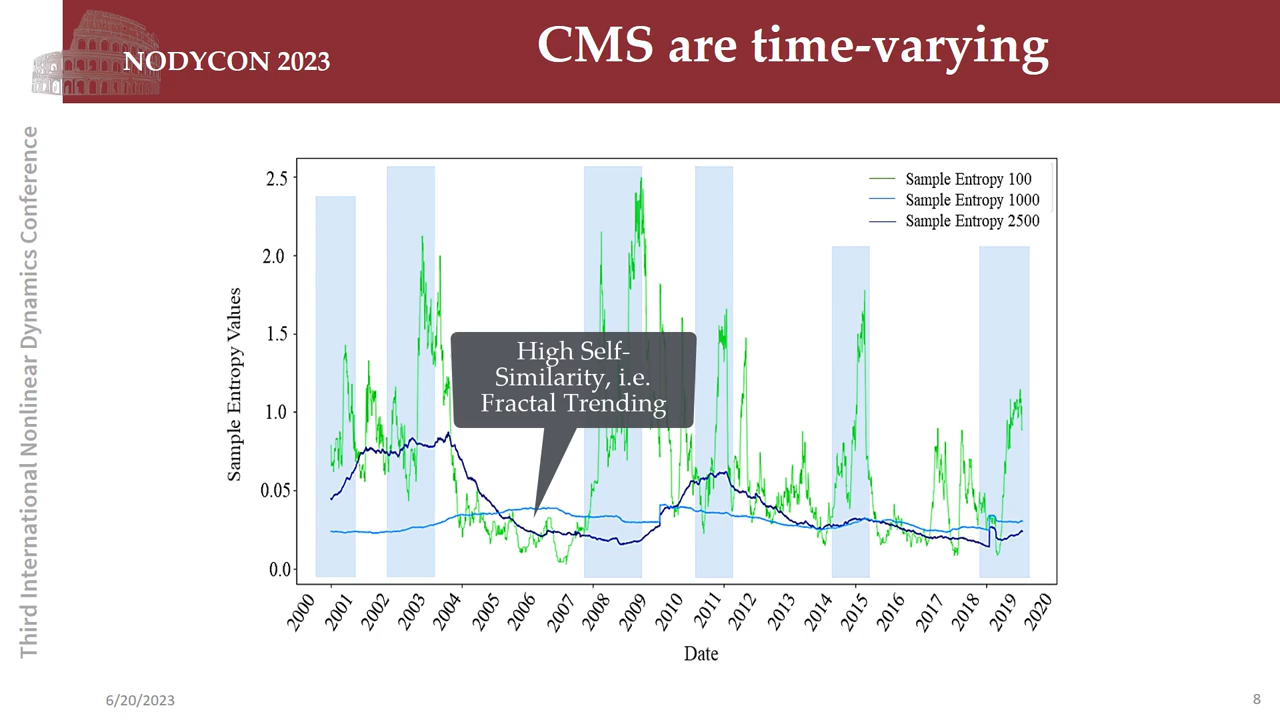 NODYCON 2023
CMS are time-varying
Third International Nonlinear Dynamics Conference
Sample Entropy 100
Sample Entropy 1000
Sample Entropy 2500
Sample Entropy Values
2.5
2.0
1.5
1.0
0.05
0.0
High Self-
Similarity, i.e.
Fractal Trending
2000
2001
2002
2003
2004
2005
2006
2007
2008
2009
2010
2011
2012
2013
2014
2015
2016
2017
2018
2019
2020
Date
6/20/2023
8